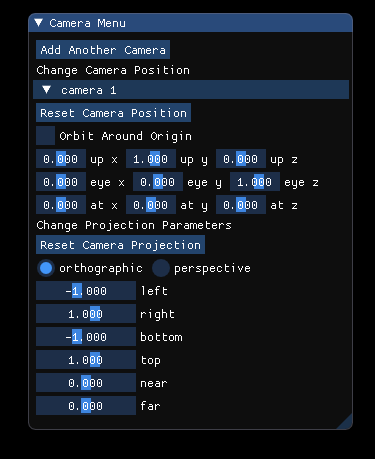 Camera Menu
Add Another Camera
Change Camera Position
camera 1
Reset Camera Position
Orbit Around Origin
0.000 up x 1.000 up y 0.000 up z
0.000 eye x 0.000 eye y 1.000 eye z
0.000 at x 0.000 at y 0.000 at z
Change Projection Parameters
Reset Camera Projection
orthographic perspective
-1.000 left
1.000 right
-1.000 bottom
1.000 top
0.000 near
0.000 far